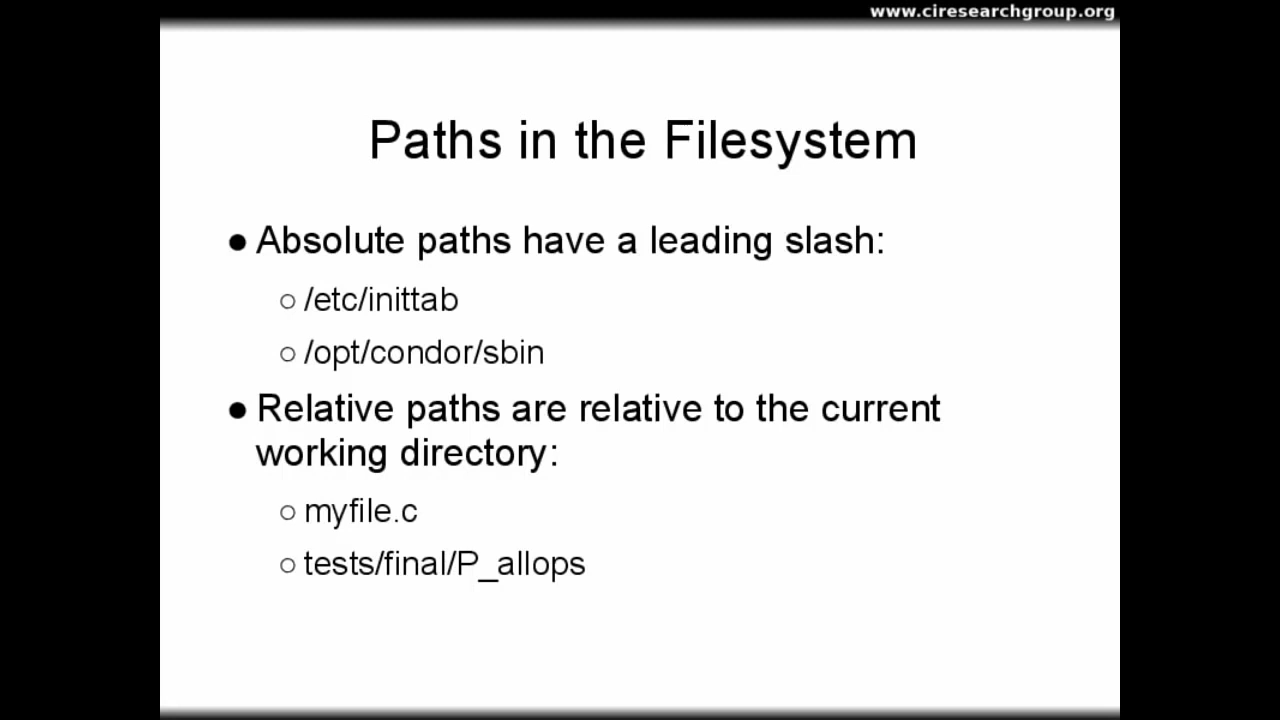 www.ciresearchgroup.org
Paths in the Filesystem
● Absolute paths have a leading slash:
○ /etc/inittab
○ /opt/condor/sbin
● Relative paths are relative to the current
working directory:
○ myfile.c
○ tests/final/P_allops